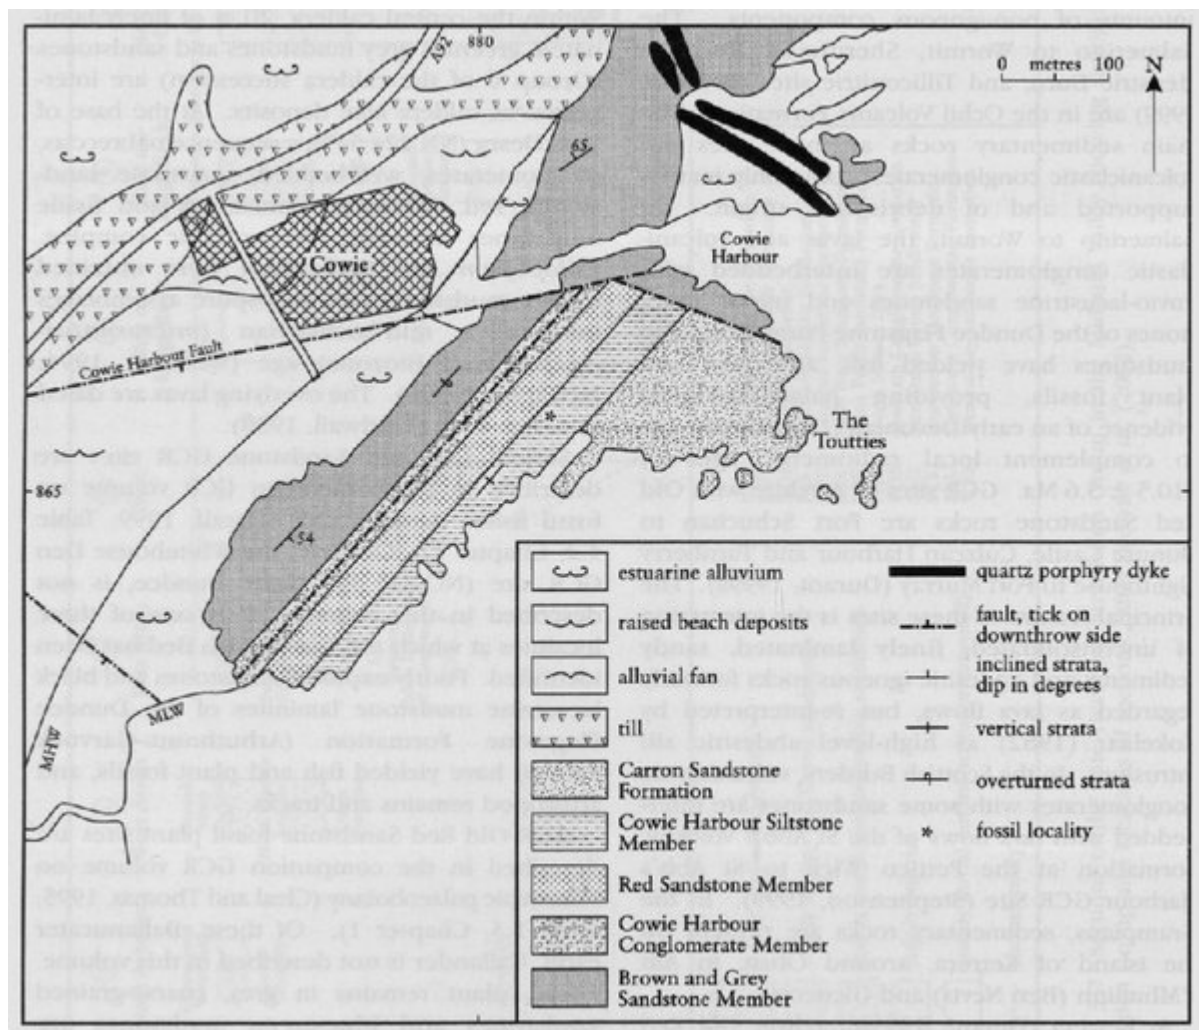 880
0 metres 100
N
65
Cowie
Harbour
Cowie
Cowie Harbour Fault
The
Toutties
865
54
MLW
MHW
estuarine alluvium
raised beach deposits
alluvial fan
till
Carron Sandstone
Formation
Cowie Harbour Siltstone
Member
Red Sandstone Member
Cowie Harbour
Conglomerate Member
Brown and Grey
Sandstone Member
quartz porphyry dyke
fault, tick on
downthrow side
inclined strata,
dip in degrees
vertical strata
overturned strata
fossil locality